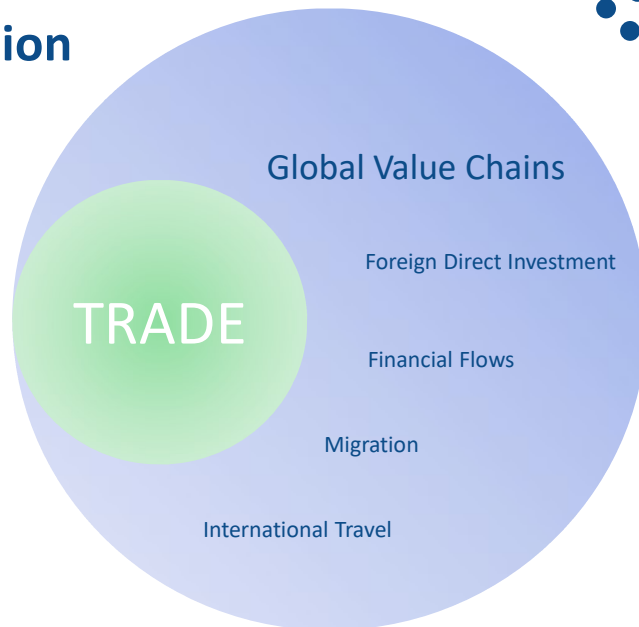 ion
Global Value Chains
Foreign Direct Investment
TRADE
Financial Flows
Migration
International Travel